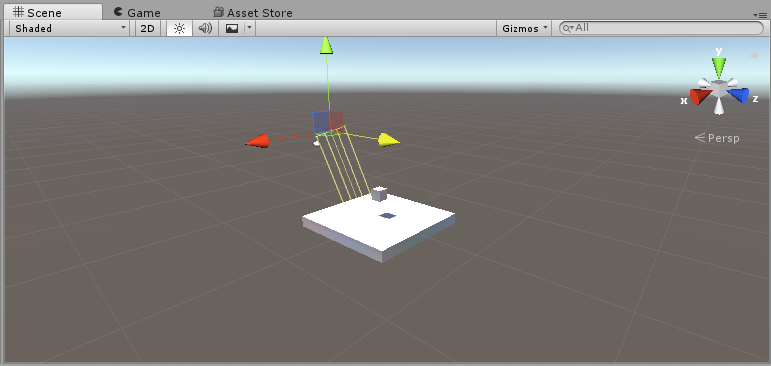 Scene Game Asset Store
Shaded 2D Gizmos All
y
x z
Persp